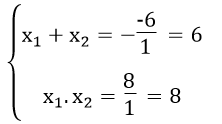 x₁ + x₂ = −-6/1 = 6
x₁.x₂ = 8/1 = 8